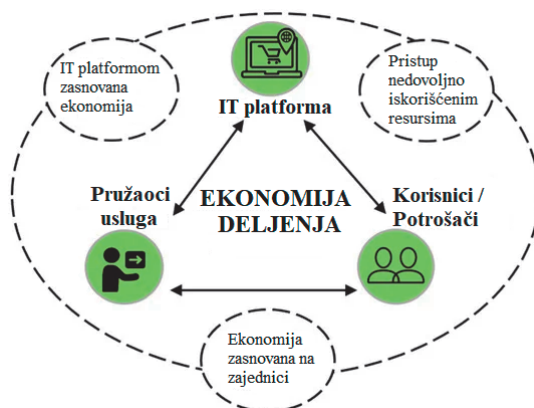 IT platformom
zasnovana
ekonomija
Pristup
nedovoljno
iskorišćenim
resursima
IT platforma
Pružaoci
usluga
EKONOMIJA
DELJENJA
Korisnici /
Potrošači
Ekonomija
zasnovana na
zajednici